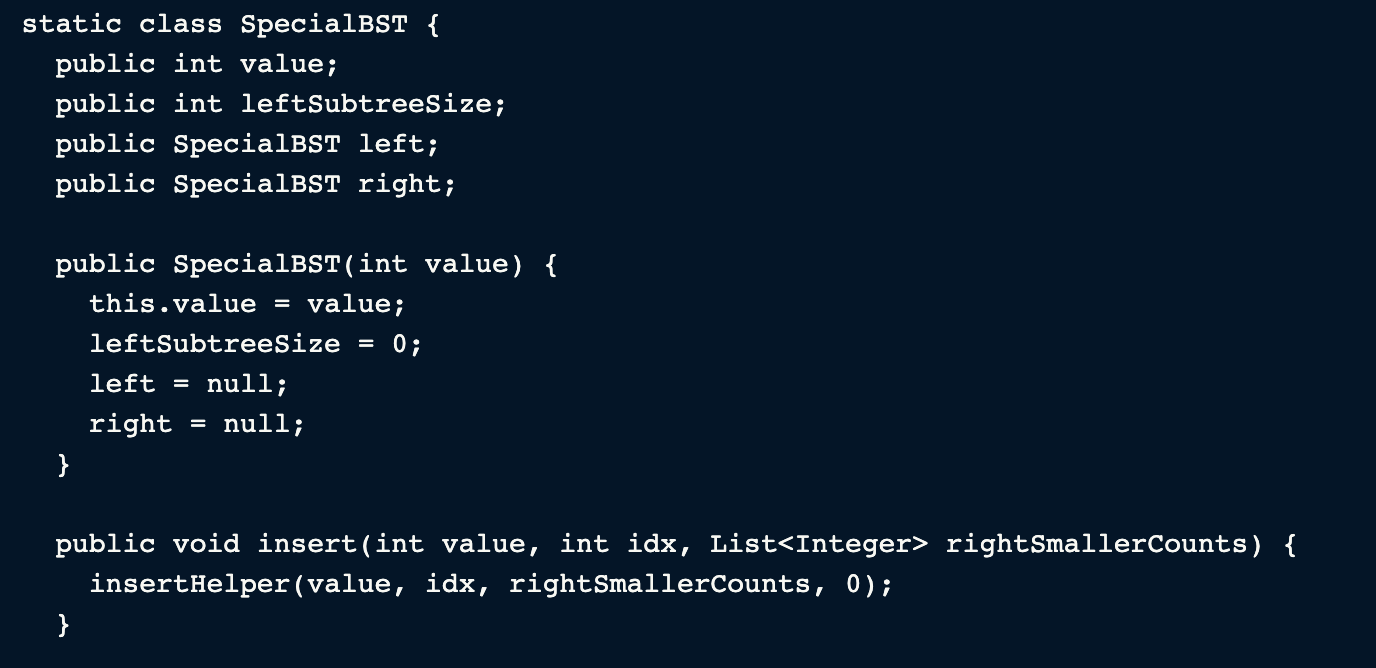 static class SpecialBST {
  public int value;
  public int leftSubtreeSize;
  public SpecialBST left;
  public SpecialBST right;

  public SpecialBST(int value) {
    this.value = value;
    leftSubtreeSize = 0;
    left = null;
    right = null;
  }

  public void insert(int value, int idx, List<Integer> rightSmallerCounts) {
    insertHelper(value, idx, rightSmallerCounts, 0);
  }